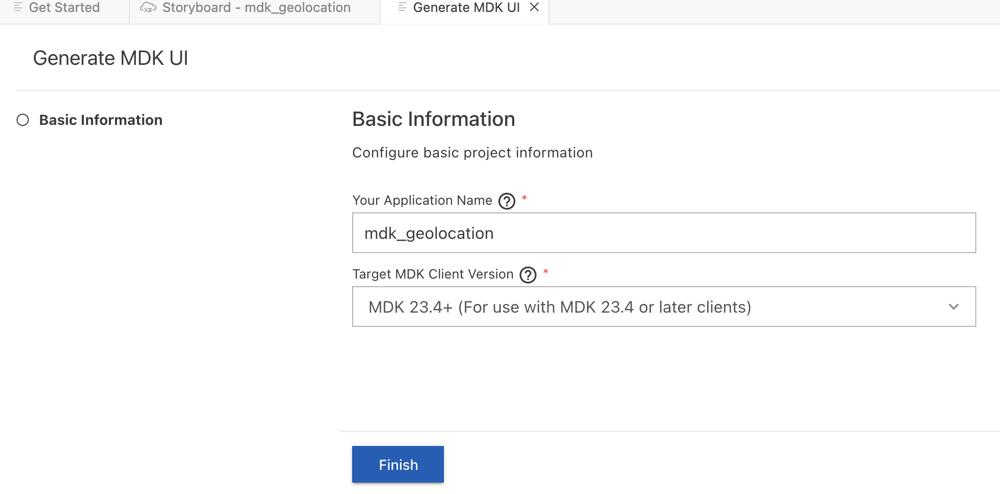 Get Started
Storyboard - mdk_geolocation
Generate MDK UI
Generate MDK UI
Basic Information
Basic Information
Configure basic project information
Your Application Name ? *
mdk_geolocation
Target MDK Client Version ? *
MDK 23.4+ (For use with MDK 23.4 or later clients)
Finish